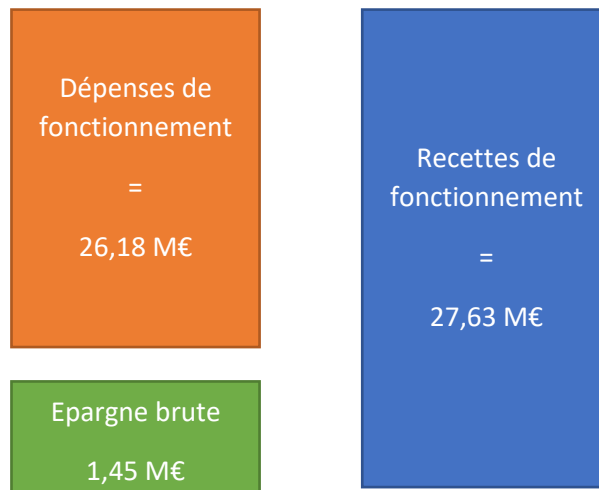 Dépenses de
fonctionnement
=
26,18 M€
Epargne brute
1,45 M€
Recettes de
fonctionnement
=
27,63 M€